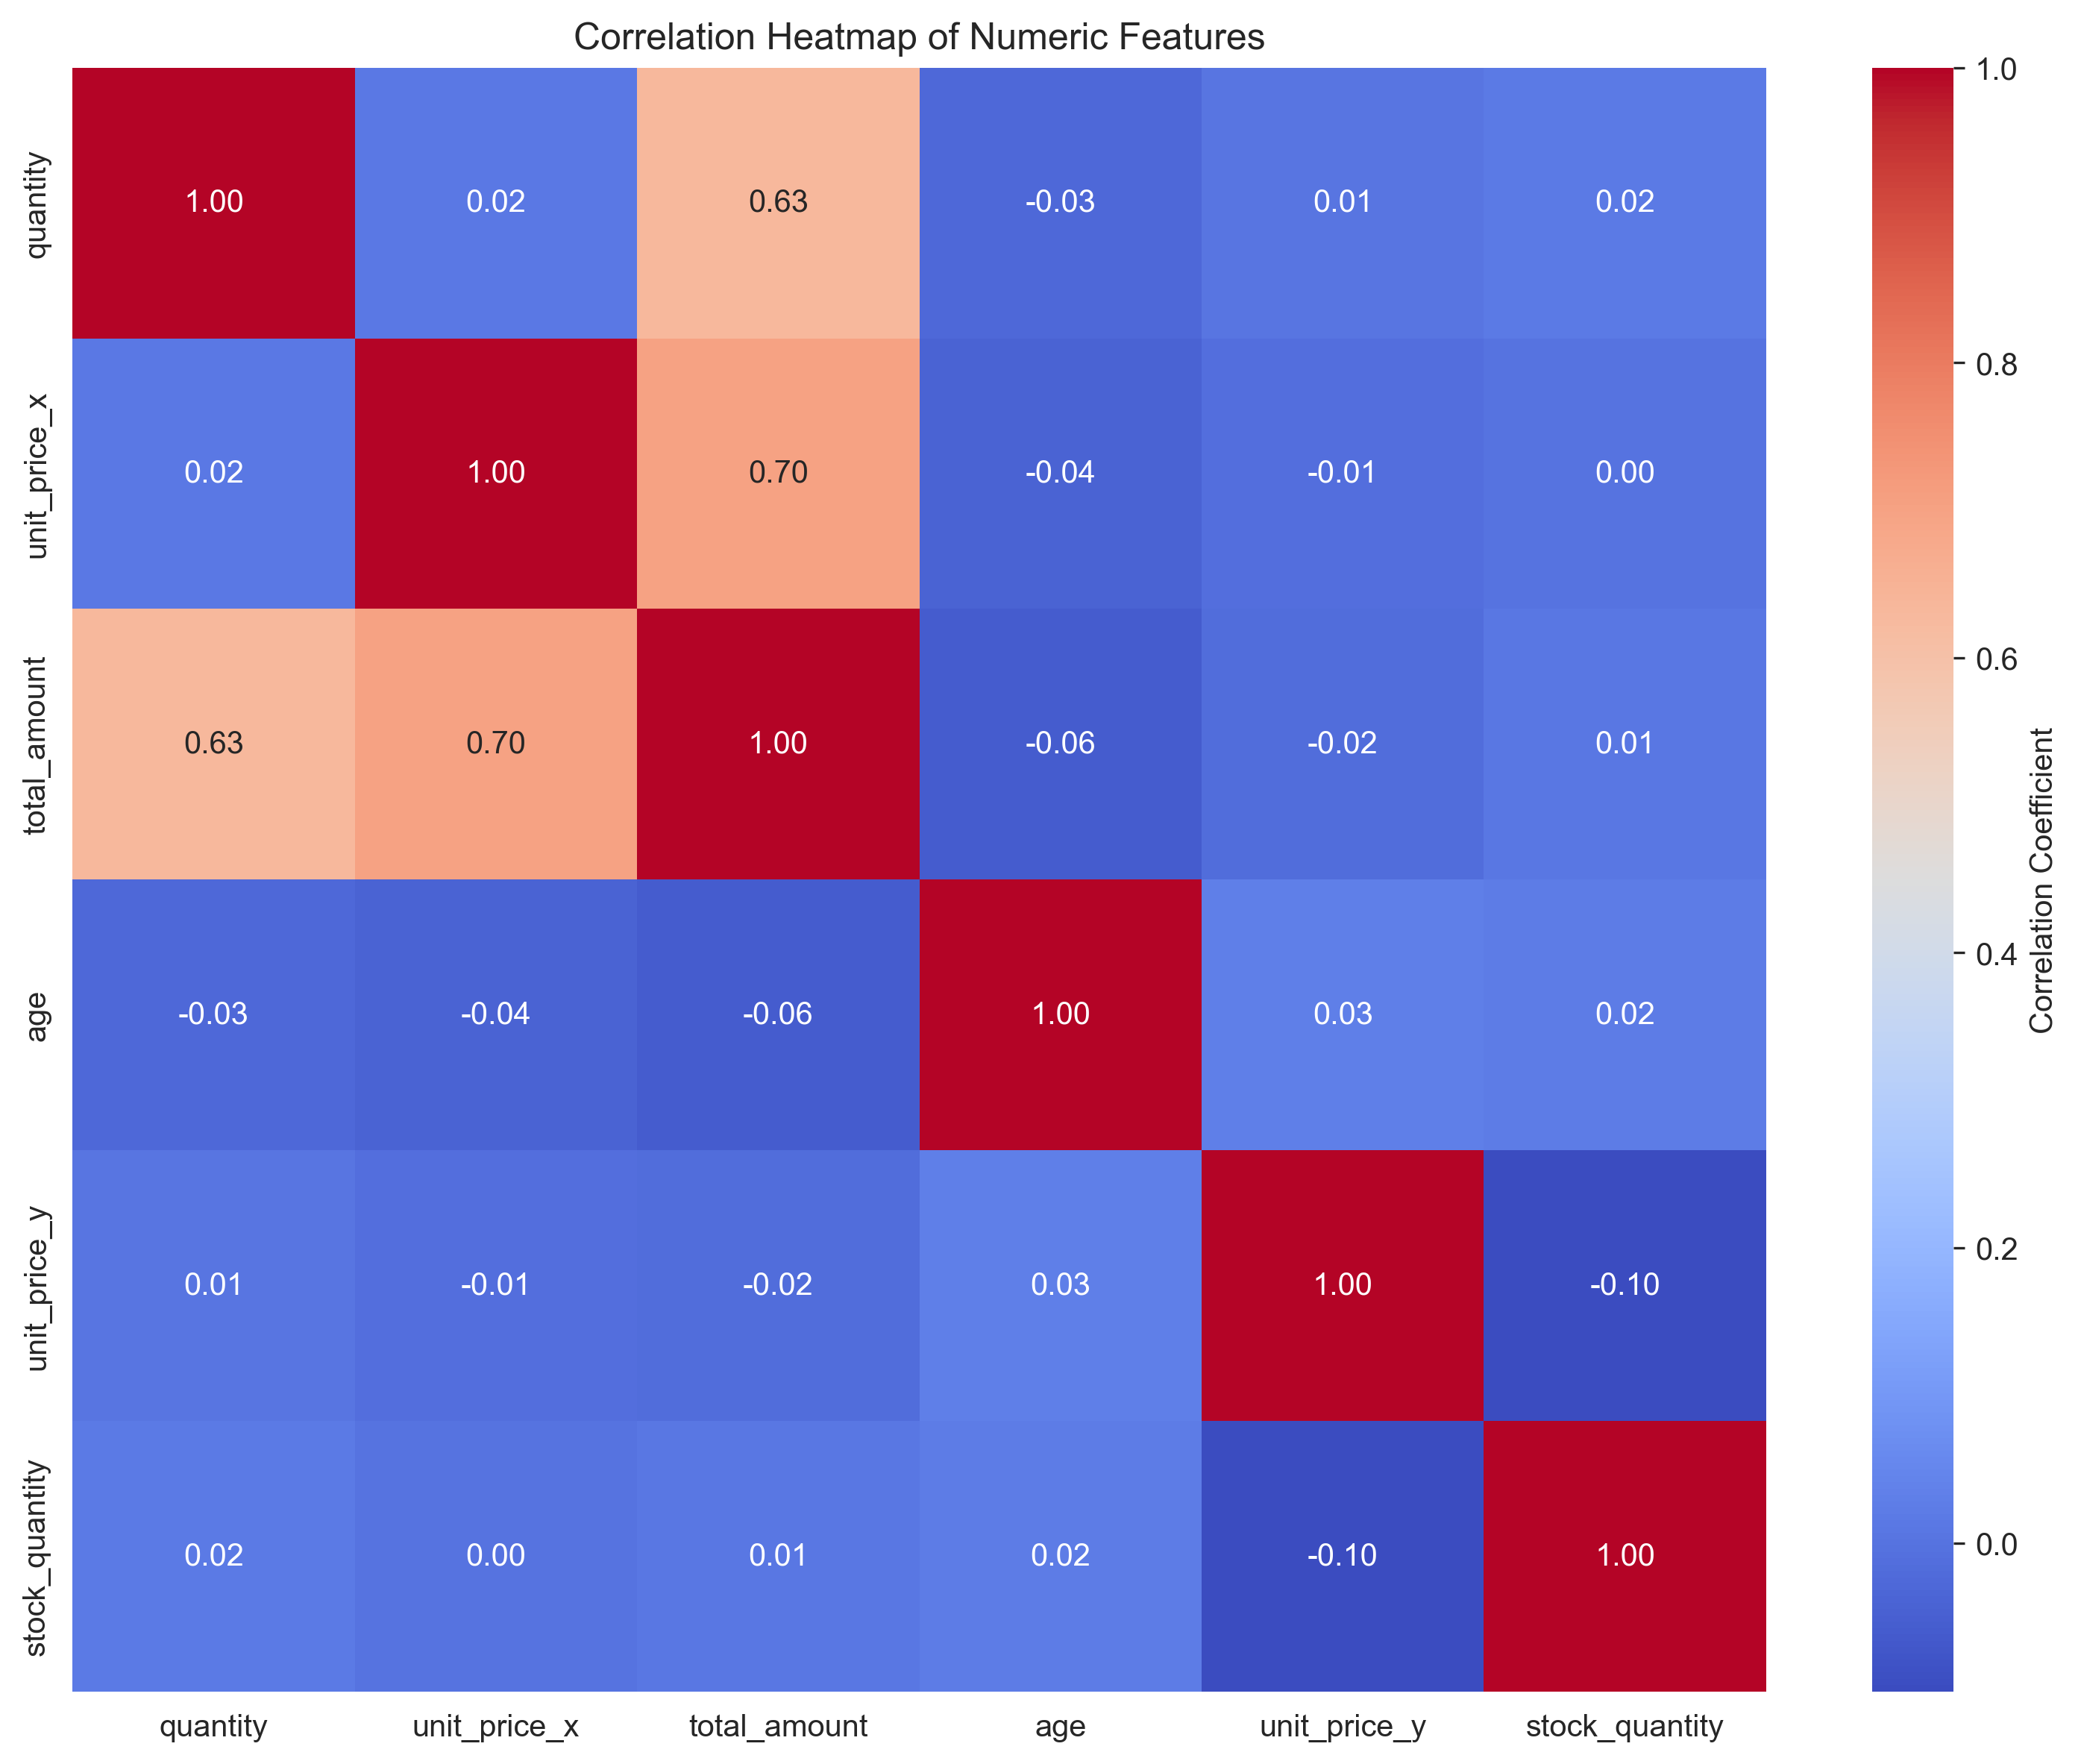 Correlation Heatmap of Numeric Features
quantity
1.00 0.02 0.63 -0.03 0.01 0.02
unit_price_x
0.02 1.00 0.70 -0.04 -0.01 0.00
total_amount
0.63 0.70 1.00 -0.06 -0.02 0.01
age
-0.03 -0.04 -0.06 1.00 0.03 0.02
unit_price_y
0.01 -0.01 -0.02 0.03 1.00 -0.10
stock_quantity
0.02 0.00 0.01 0.02 -0.10 1.00
quantity unit_price_x total_amount age unit_price_y stock_quantity
1.0
0.8
0.6
0.4
0.2
0.0
Correlation Coefficient